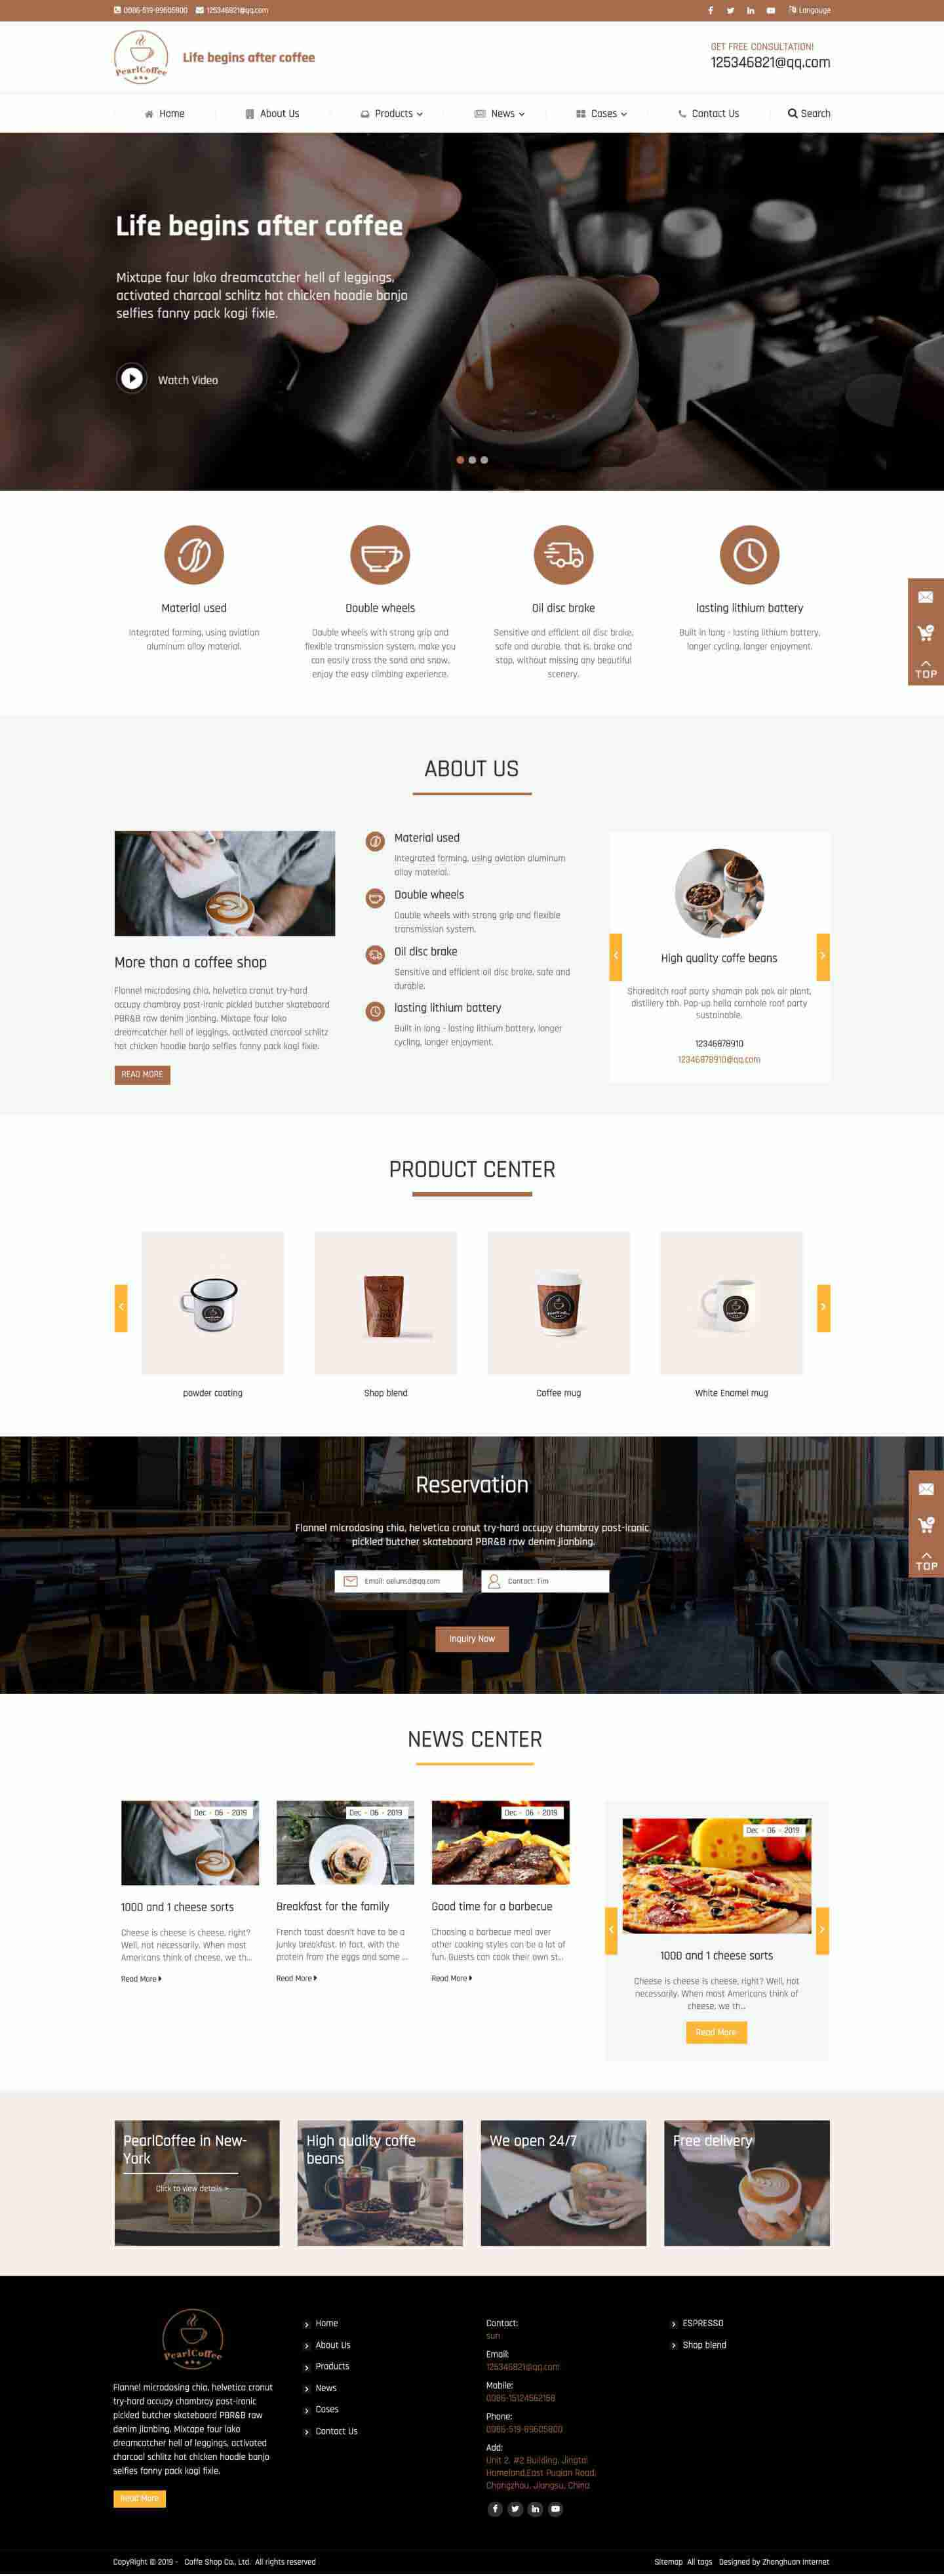 0086-519-89605800 125346821@qq.com Langauge
PearlCoffee
Life begins after coffee
GET FREE CONSULTATION!
125346821@qq.com
Home About Us Products News Cases Contact Us Search
Life begins after coffee
Mixtape four loko dreamcatcher hell of leggings,
activated charcoal schlitz hot chicken hoodie banjo
selfies fanny pack kogi fixie.
Watch Video
Material used
Integrated forming, using aviation
aluminum alloy material.
Double wheels
Double wheels with strong grip and
flexible transmission system, make you
can easily cross the sand and snow,
enjoy the easy climbing experience.
Oil disc brake
Sensitive and efficient oil disc brake,
safe and durable, that is, brake and
stop, without missing any beautiful
scenery.
lasting lithium battery
Built in long - lasting lithium battery,
longer cycling, longer enjoyment.
TOP
ABOUT US
More than a coffee shop
Flannel microdosing chia, helvetica cronut try-hard
occupy chambray post-ironic pickled butcher skateboard
PBR&B raw denim jianbing. Mixtape four loko
dreamcatcher hell of leggings, activated charcoal schlitz
hot chicken hoodie banjo selfies fanny pack kogi fixie.
READ MORE
Material used
Integrated forming, using aviation aluminum
alloy material.
Double wheels
Double wheels with strong grip and flexible
transmission system,
Oil disc brake
Sensitive and efficient oil disc brake, safe and
durable,
lasting lithium battery
Built in long - lasting lithium battery, longer
cycling, longer enjoyment.
High quality coffe beans
Shoreditch roof party shaman pok pok air plant,
distillery tbh. Pop-up hella cornhole roof party
sustainable.
12346878910
12346878910@qq.com
PRODUCT CENTER
powder coating
Shop blend
Coffee mug
White Enamel mug
Reservation
Flannel microdosing chia, helvetica cronut try-hard occupy chambray post-ironic
pickled butcher skateboard PBR&B raw denim jianbing.
Email: aelunsd@qq.com
Contact: Tim
Inquiry Now
TOP
NEWS CENTER
Dec - 06 - 2019
1000 and 1 cheese sorts
Cheese is cheese is cheese, right?
Well, not necessarily. When most
Americans think of cheese, we th...
Read More
Dec - 06 - 2019
Breakfast for the family
French toast doesn't have to be a
junky breakfast. In fact, with the
protein from the eggs and some ...
Read More
Dec - 06 - 2019
Good time for a barbecue
Choosing a barbecue meal over
other cooking styles can be a lot of
fun. Guests can cook their own st...
Read More
Dec - 06 - 2019
1000 and 1 cheese sorts
Cheese is cheese is cheese, right? Well, not
necessarily. When most Americans think of
cheese, we th...
Read More
PearlCoffee in New-
York
Click to view details »
High quality coffe
beans
We open 24/7
Free delivery
PearlCoffee
Flannel microdosing chia, helvetica cronut
try-hard occupy chambray post-ironic
pickled butcher skateboard PBR&B raw
denim jianbing. Mixtape four loko
dreamcatcher hell of leggings, activated
charcoal schlitz hot chicken hoodie banjo
selfies fanny pack kogi fixie.
Read More
Home
About Us
Products
News
Cases
Contact Us
Contact:
sun
Email:
125346821@qq.com
Mobile:
0086-15124562158
Phone:
0086-519-89605800
Add:
Unit 2, #2 Building, Jingtai
Homeland,East Puqian Road,
Changzhou, Jiangsu, China
ESPRESSO
Shop blend
CopyRight © 2019 - Coffe Shop Co., Ltd. All rights reserved
Sitemap All tags Designed by Zhonghuan Internet